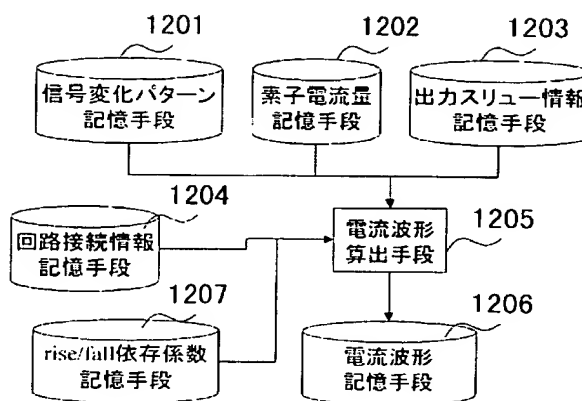 1201
1202
1203
信号変化パターン
記憶手段
素子電流量
記憶手段
出力スリュー情報
記憶手段
1204
回路接続情報
記憶手段
電流波形
算出手段
1205
1207
rise/fall依存係数
記憶手段
1206
電流波形
記憶手段